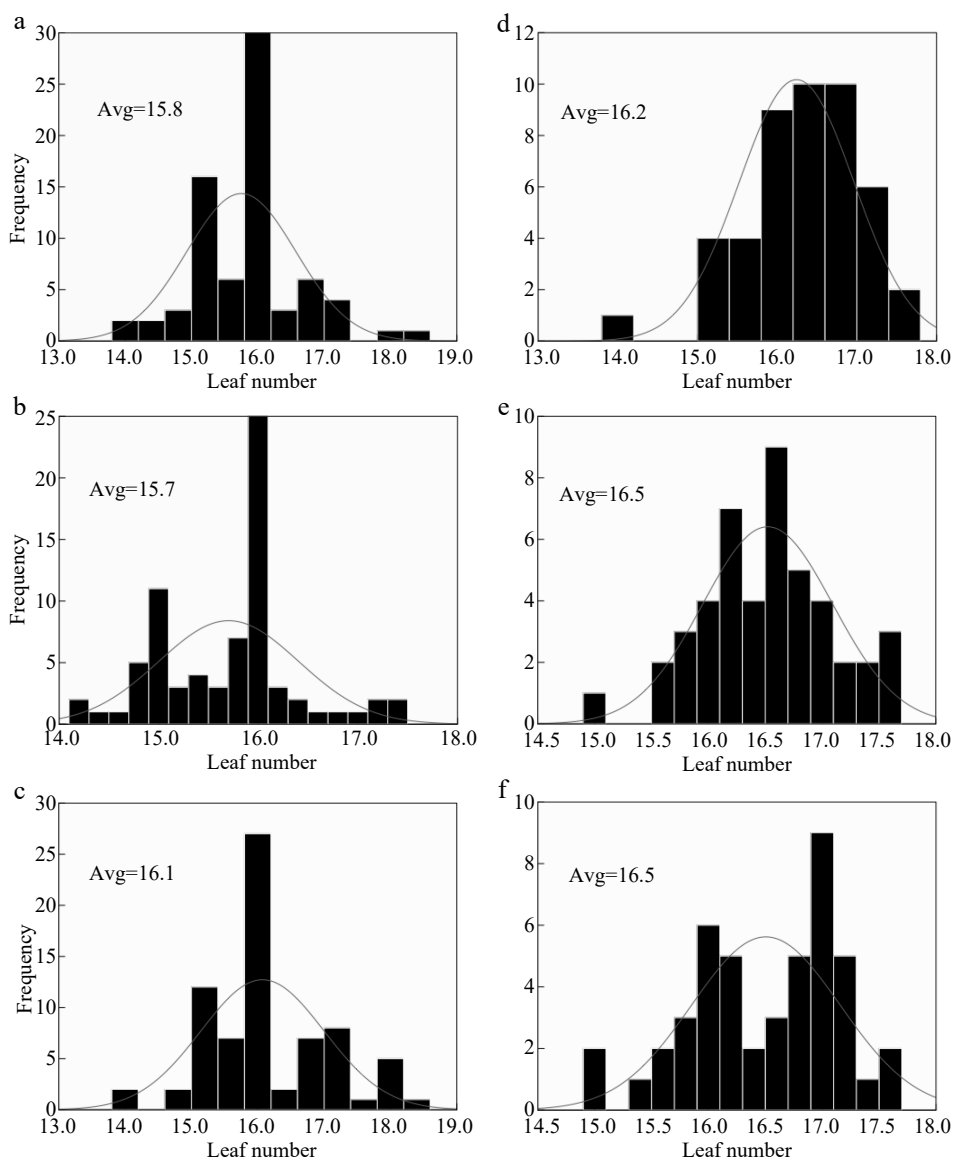 a
30
25
20
15
10
5
0
Avg=15.8
Frequency
13.0 14.0 15.0 16.0 17.0 18.0 19.0
Leaf number
d
12
10
8
6
4
2
0
Avg=16.2
13.0 14.0 15.0 16.0 17.0 18.0
Leaf number
b
25
20
15
10
5
0
Avg=15.7
Frequency
14.0 15.0 16.0 17.0 18.0
Leaf number
e
10
8
6
4
2
0
Avg=16.5
14.5 15.0 15.5 16.0 16.5 17.0 17.5 18.0
Leaf number
c
30
25
20
15
10
5
0
Avg=16.1
Frequency
13.0 14.0 15.0 16.0 17.0 18.0 19.0
Leaf number
f
10
8
6
4
2
0
Avg=16.5
14.5 15.0 15.5 16.0 16.5 17.0 17.5 18.0
Leaf number